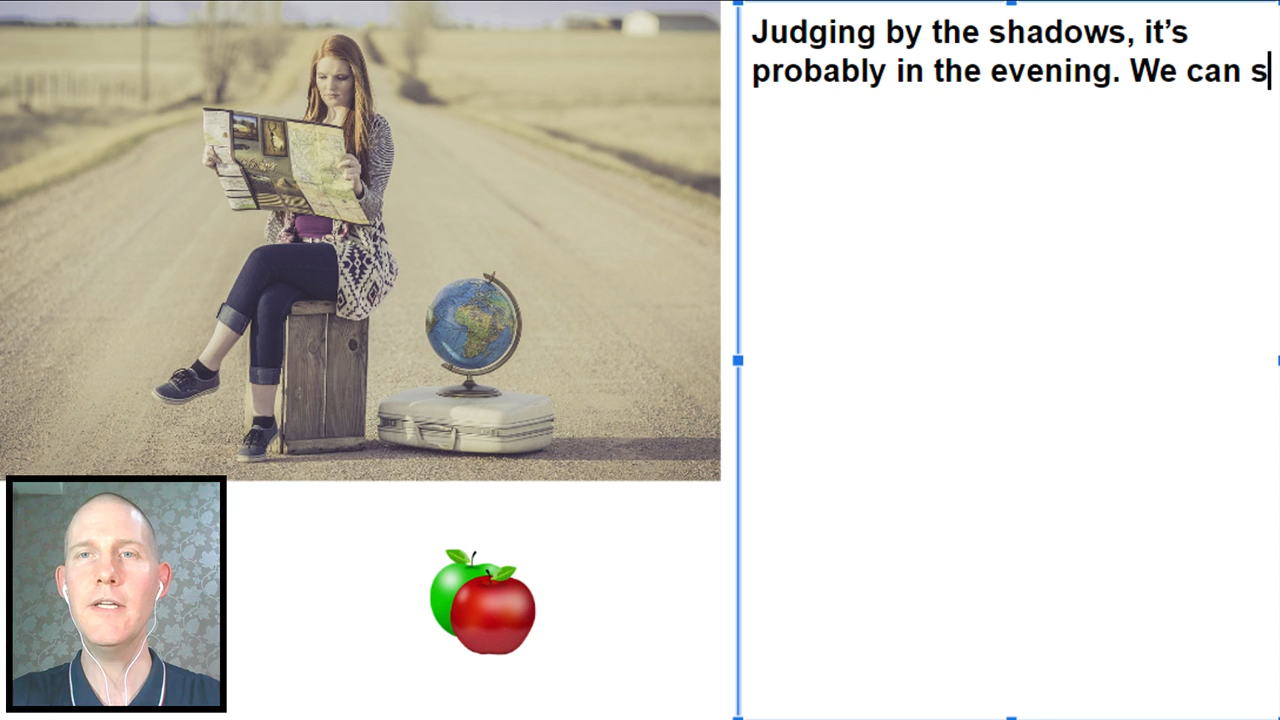 Judging by the shadows, it’s
probably in the evening. We can s